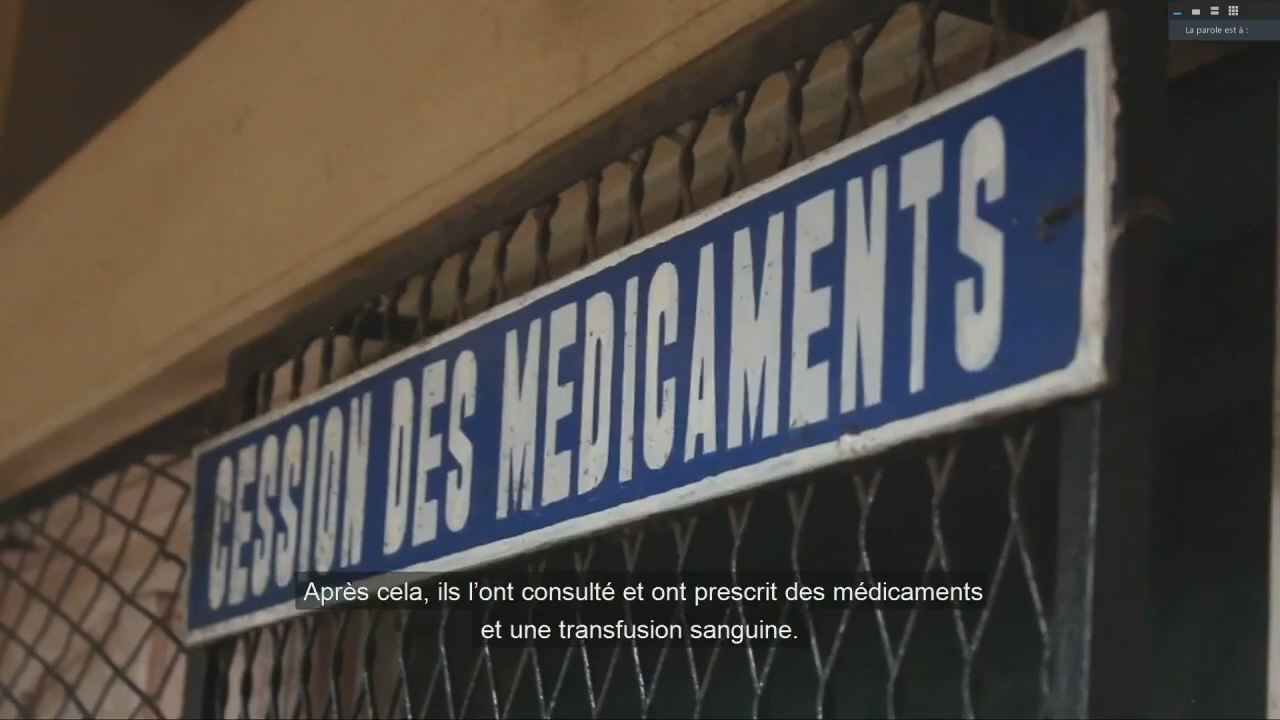 La parole est à :
CESSION DES MEDICAMENTS
Après cela, ils l’ont consulté et ont prescrit des médicaments
et une transfusion sanguine.